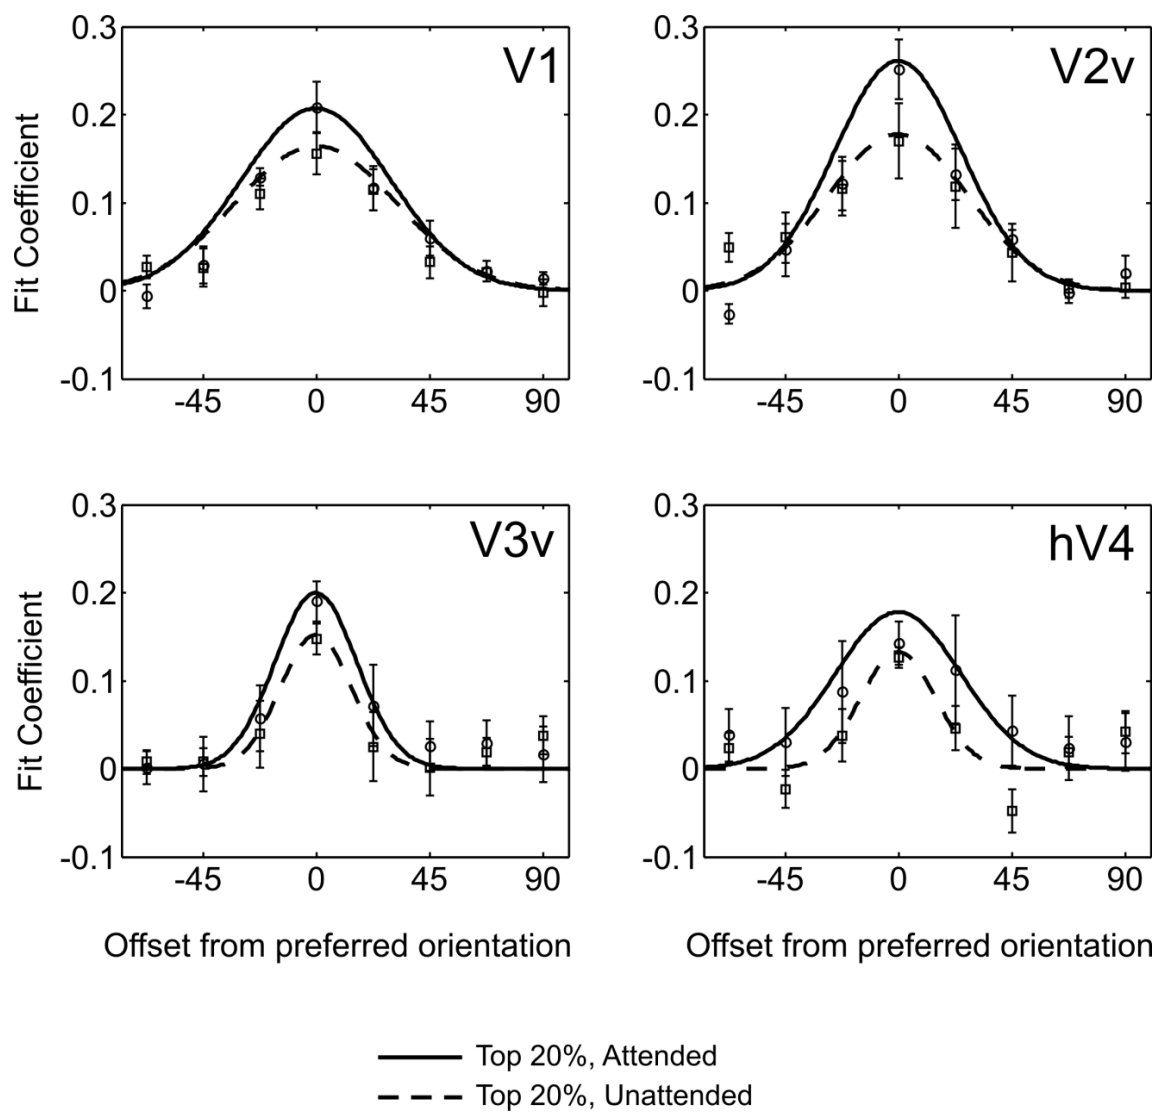 0.3
0.2
0.1
0
-0.1
Fit Coefficient
V1
-45 0 45 90
0.3
0.2
0.1
0
-0.1
V2v
-45 0 45 90
0.3
0.2
0.1
0
-0.1
Fit Coefficient
V3v
-45 0 45 90
Offset from preferred orientation
0.3
0.2
0.1
0
-0.1
hV4
-45 0 45 90
Offset from preferred orientation
Top 20%, Attended
Top 20%, Unattended